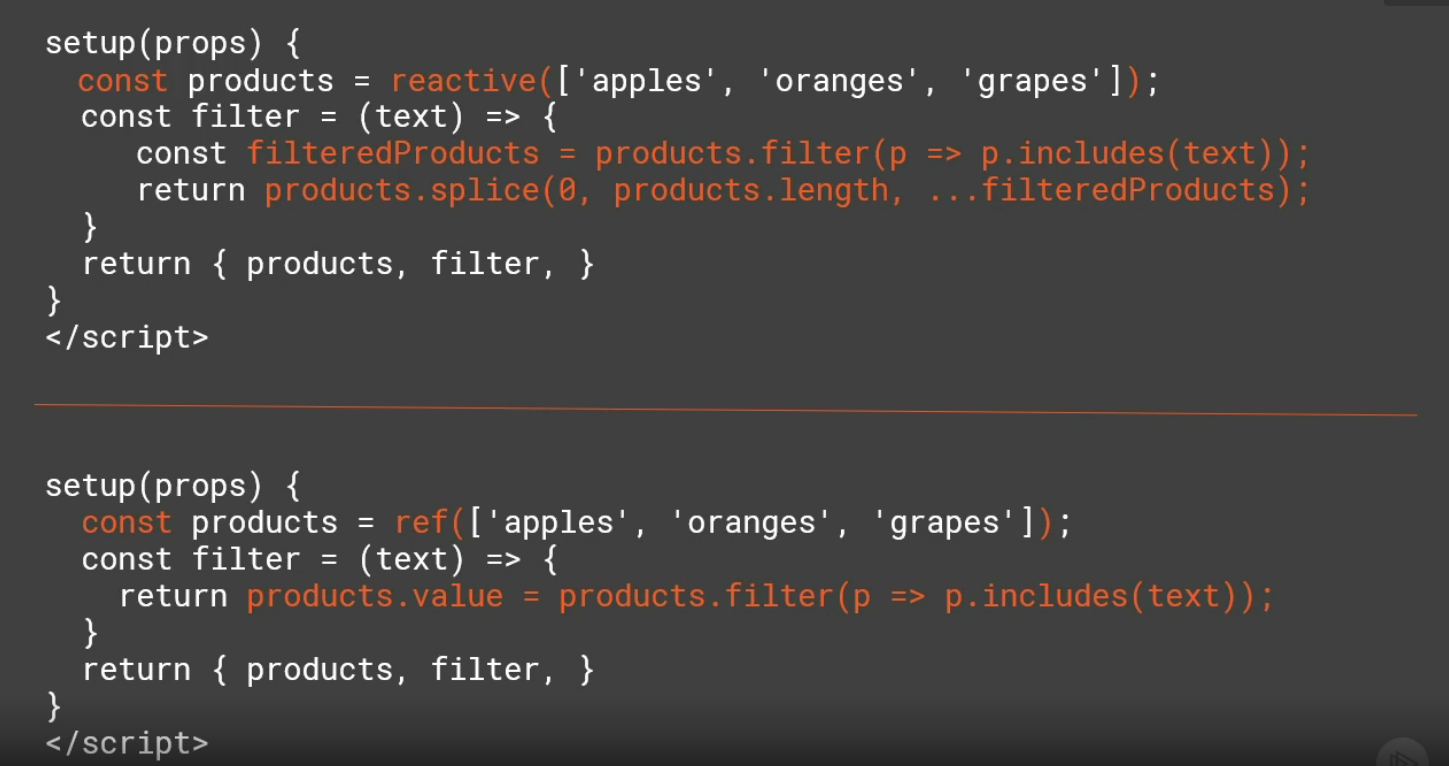 setup(props) {
const products = reactive(['apples', 'oranges', 'grapes']);
const filter = (text) => {
const filteredProducts = products.filter(p => p.includes(text));
return products.splice(0, products.length, ...filteredProducts);
}
return { products, filter, }
}
</script>
setup(props) {
const products = ref(['apples', 'oranges', 'grapes']);
const filter = (text) => {
return products.value = products.filter(p => p.includes(text));
}
return { products, filter, }
}
</script>